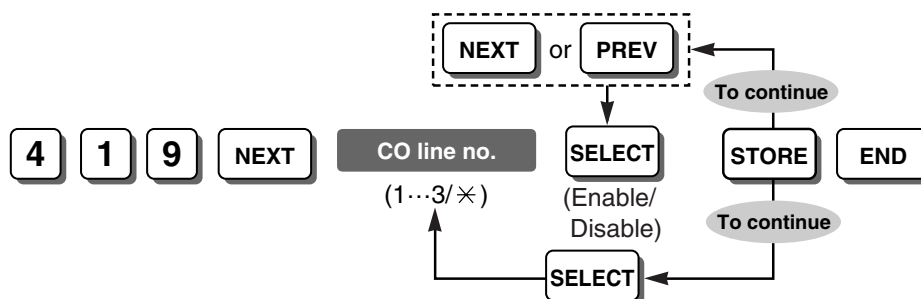 NEXT or PREV
To continue
4 1 9 NEXT CO line no. SELECT STORE END
(1···3/✳) (Enable/
Disable)
To continue
SELECT